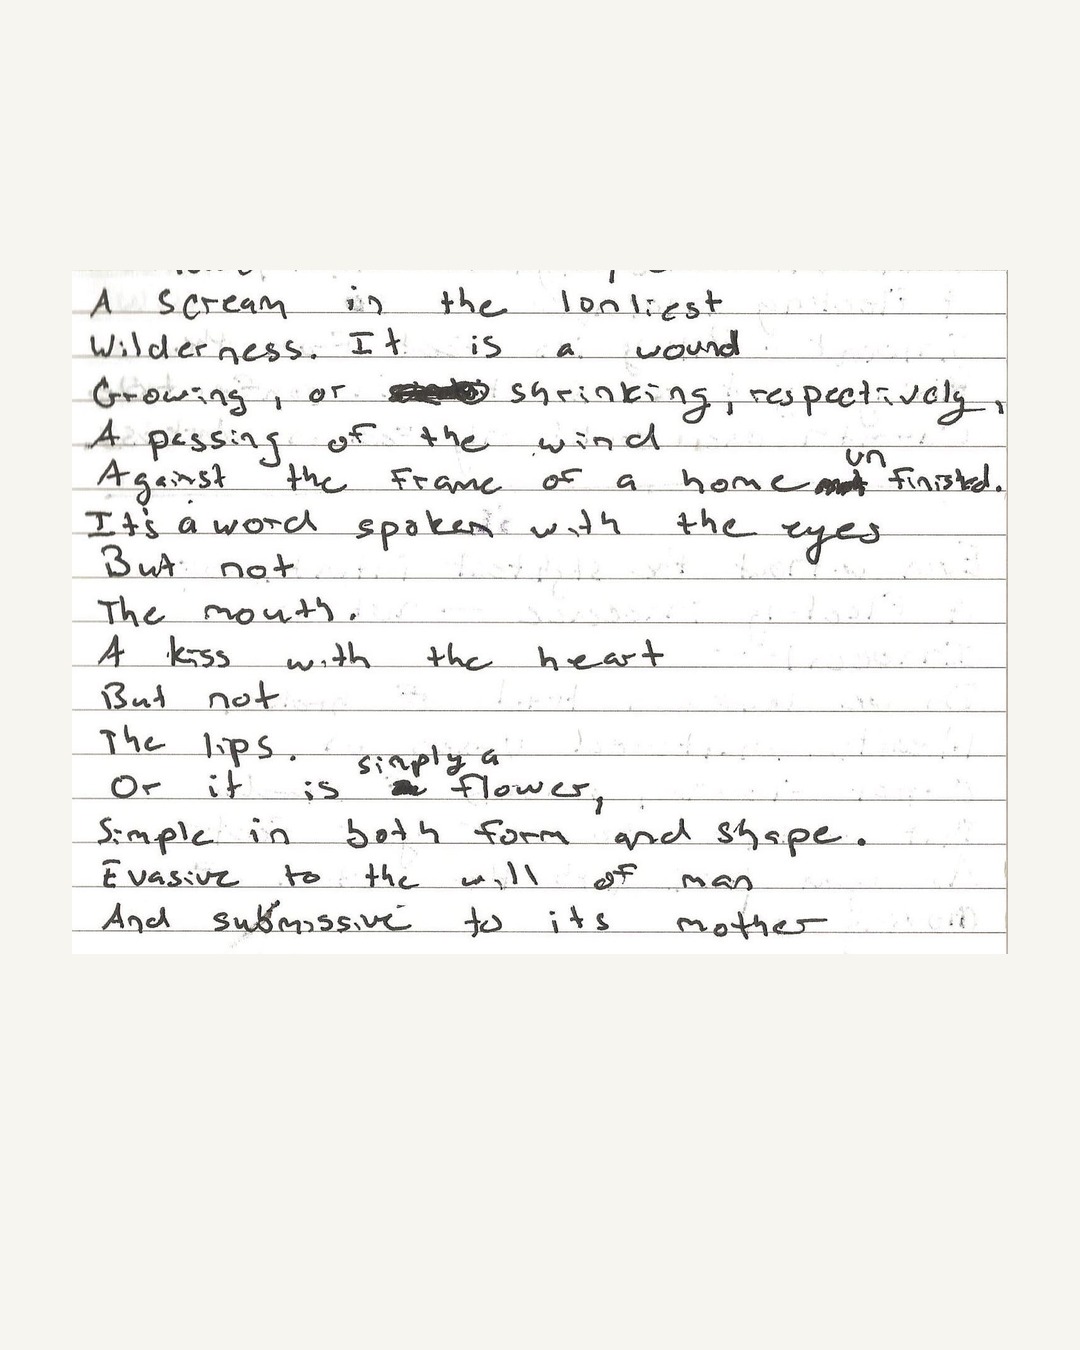 A scream in the lonliest
Wilderness. It is a wound
Growing, or shrinking, respectively,
A passing of the wind
Against the frame of a home unfinished.
It's a word spoken with the eyes
But not
The mouth.
A kiss with the heart
But not
The lips.
Or it is simply a flower,
Simple in both form and shape.
Evasive to the will of man
And submissive to its mother